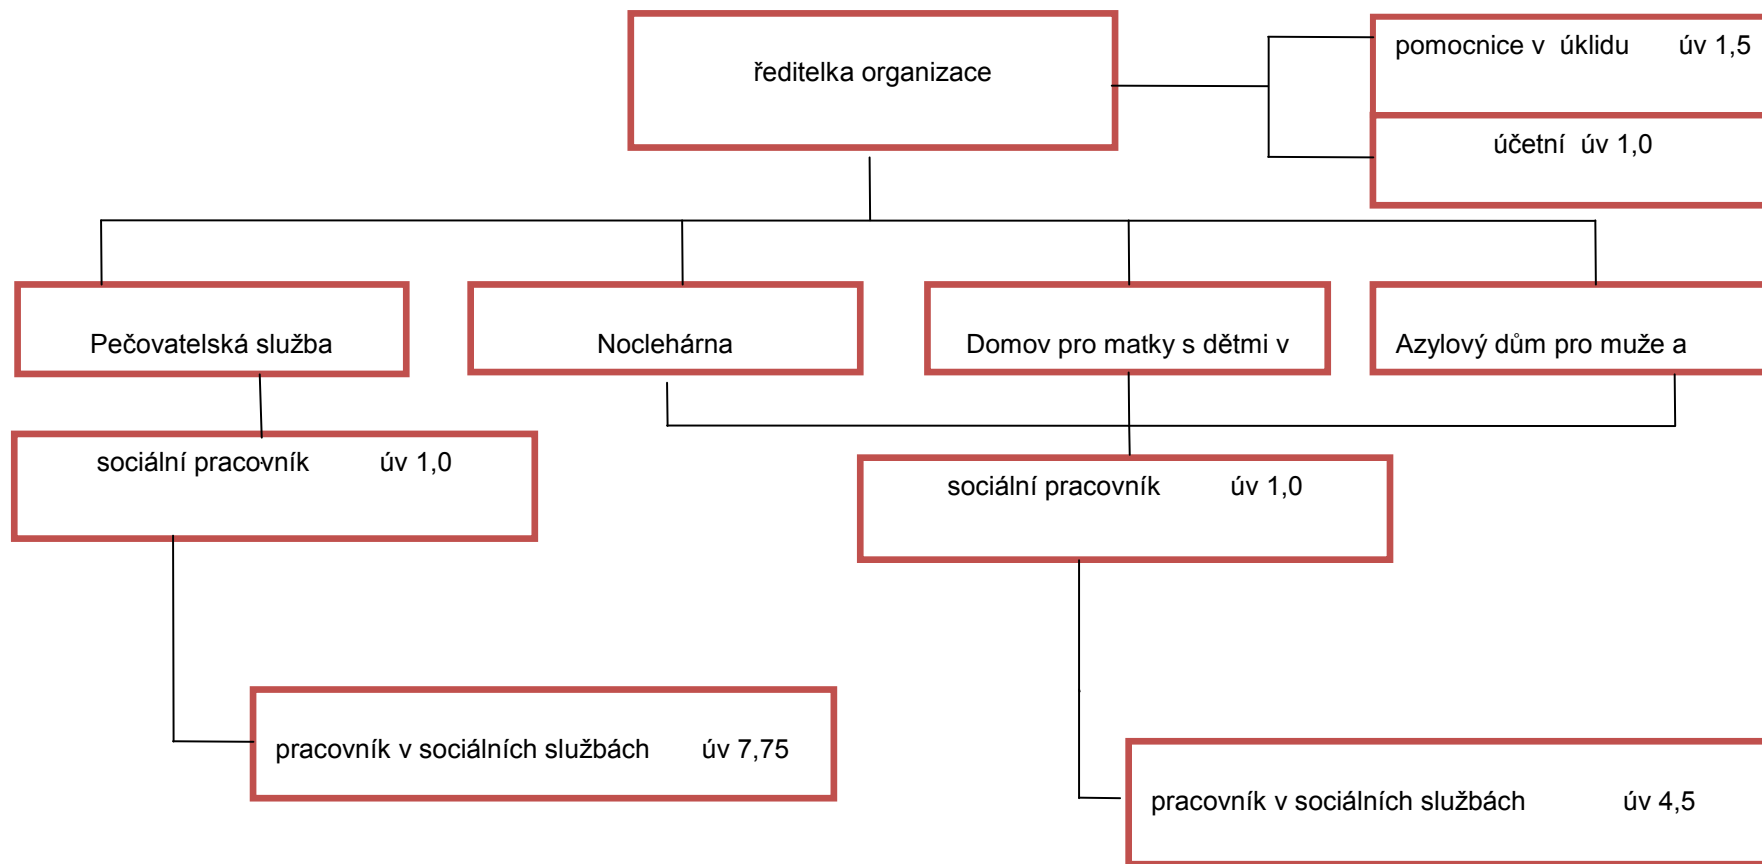 ředitelka organizace
pomocnice v úklidu úv 1,5
účetní úv 1,0
Pečovatelská služba
Noclehárna
Domov pro matky s dětmi v
Azylový dům pro muže a
sociální pracovník úv 1,0
sociální pracovník úv 1,0
pracovník v sociálních službách úv 7,75
pracovník v sociálních službách úv 4,5